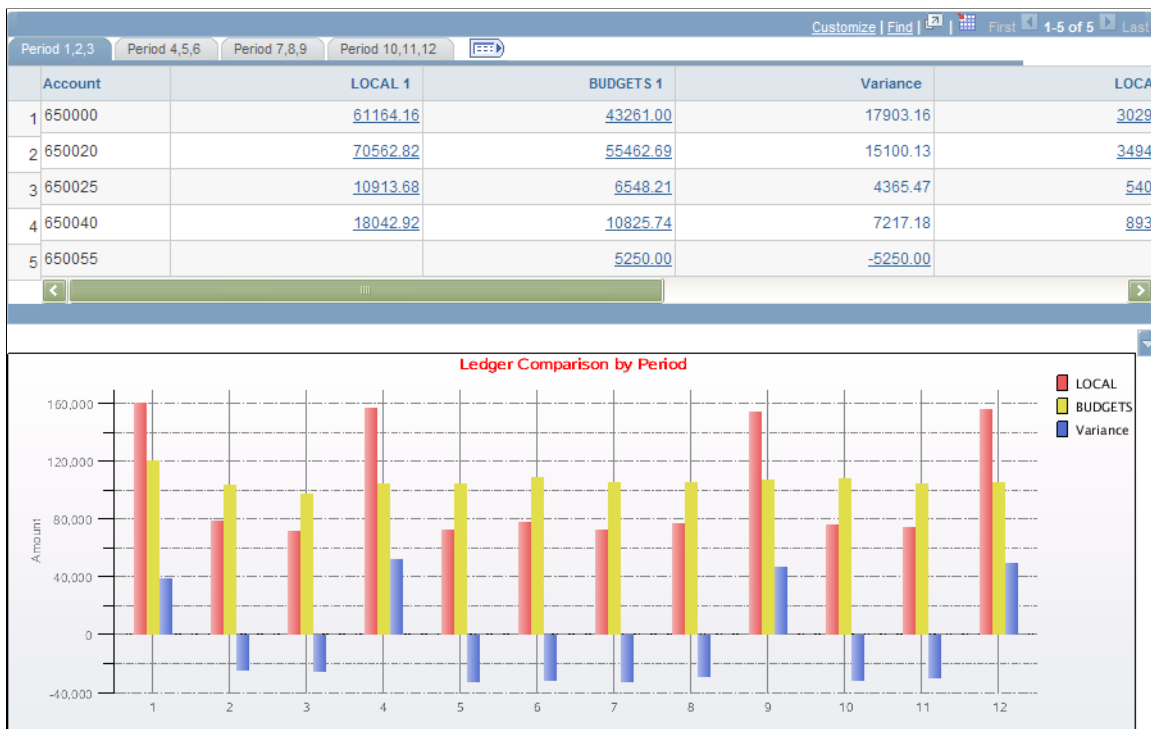 Customize | Find | | First 1-5 of 5 Last
Period 1,2,3 Period 4,5,6 Period 7,8,9 Period 10,11,12
Account LOCAL 1 BUDGETS 1 Variance LOCA
1 650000 61164.16 43261.00 17903.16 3029
2 650020 70562.82 55462.69 15100.13 3494
3 650025 10913.68 6548.21 4365.47 540
4 650040 18042.92 10825.74 7217.18 893
5 650055 5250.00 -5250.00
Ledger Comparison by Period
LOCAL
BUDGETS
Variance
Amount
160,000
120,000
80,000
40,000
0
-40,000
1 2 3 4 5 6 7 8 9 10 11 12